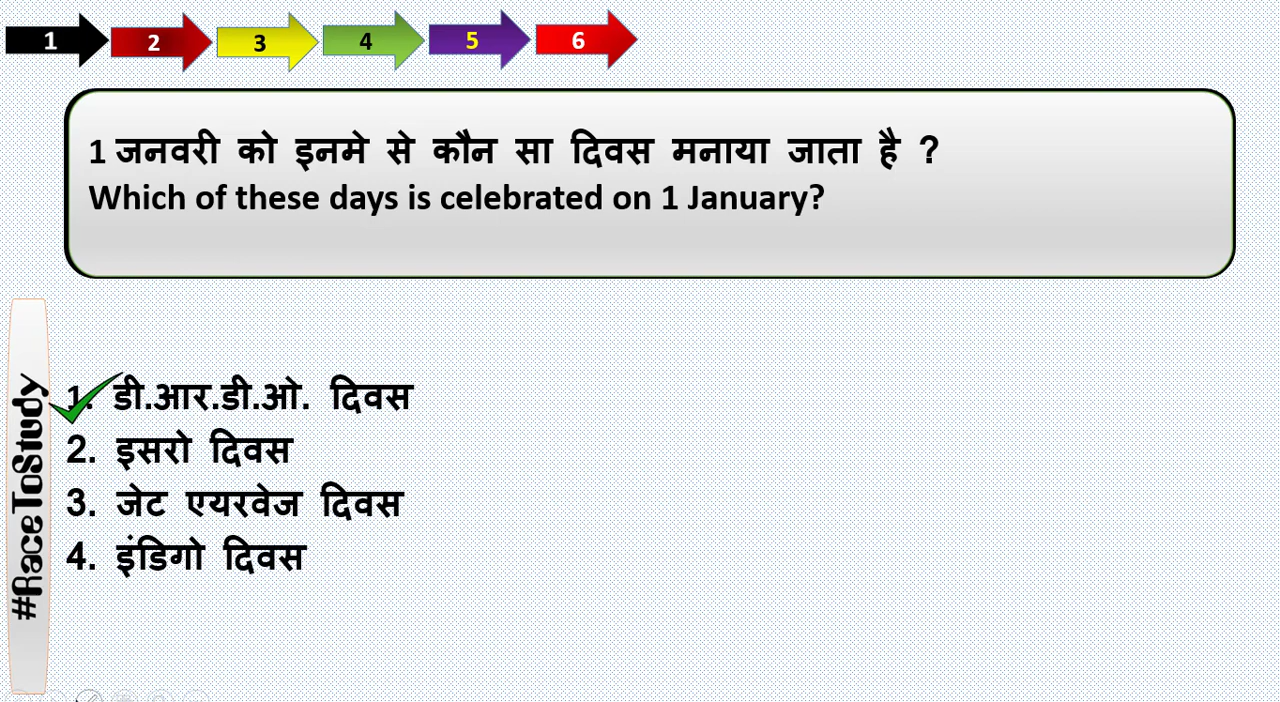 1
2
3
4
5
6
1 जनवरी को इनमे से कौन सा दिवस मनाया जाता है ?
Which of these days is celebrated on 1 January?
#RaceToStudy
1. डी.आर.डी.ओ. दिवस
2. इसरो दिवस
3. जेट एयरवेज दिवस
4. इंडिगो दिवस